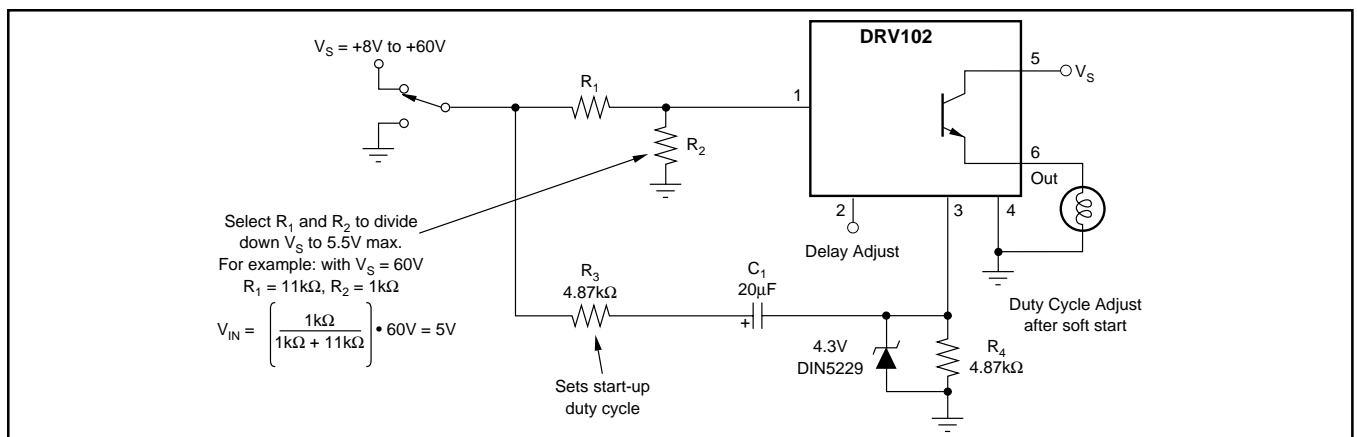 V_S = +8V to +60V
DRV102
5
V_S
R_1
1
R_2
6
Out
2
3
4
Delay Adjust
Select R_1 and R_2 to divide
down V_S to 5.5V max.
For example: with V_S = 60V
R_1 = 11kΩ, R_2 = 1kΩ
V_IN = ( 1kΩ / 1kΩ + 11kΩ ) • 60V = 5V
R_3
4.87kΩ
C_1
20µF
+
Duty Cycle Adjust
after soft start
4.3V
DIN5229
R_4
4.87kΩ
Sets start-up
duty cycle